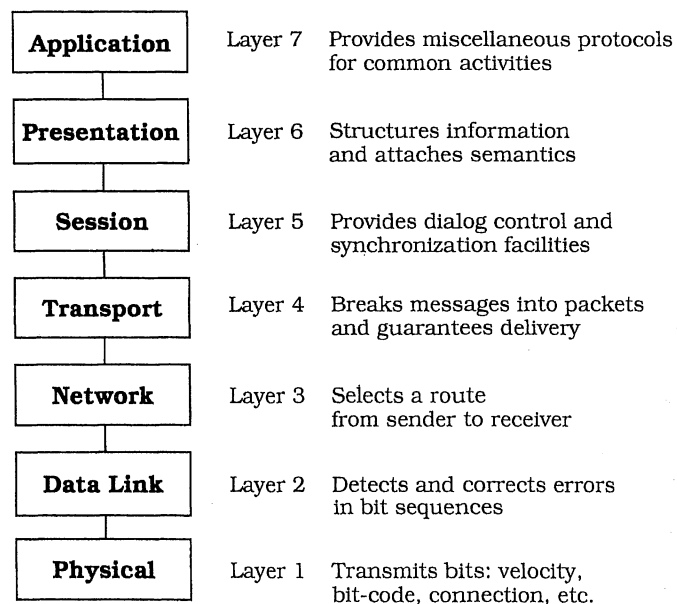 Application Layer 7 Provides miscellaneous protocols
for common activities
Presentation Layer 6 Structures information
and attaches semantics
Session Layer 5 Provides dialog control and
synchronization facilities
Transport Layer 4 Breaks messages into packets
and guarantees delivery
Network Layer 3 Selects a route
from sender to receiver
Data Link Layer 2 Detects and corrects errors
in bit sequences
Physical Layer 1 Transmits bits: velocity,
bit-code, connection, etc.